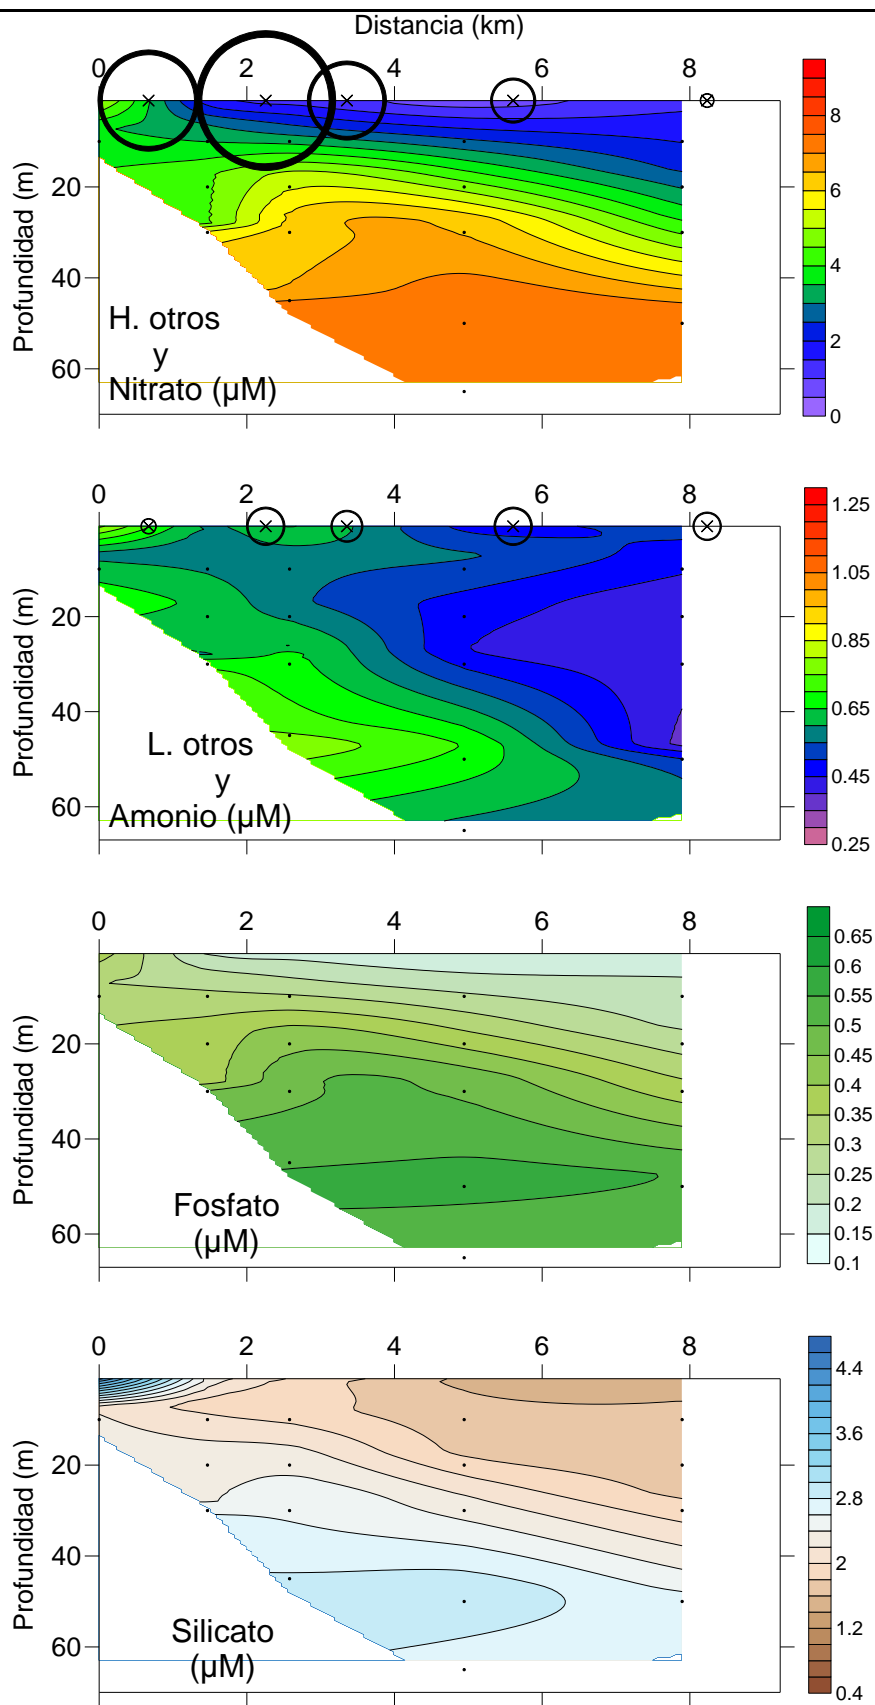 Distancia (km)
0 2 4 6 8
20
40
60
Profundidad (m)
H. otros
y
Nitrato (µM)
8
6
4
2
0
0 2 4 6 8
20
40
60
Profundidad (m)
L. otros
y
Amonio (µM)
1.25
1.05
0.85
0.65
0.45
0.25
0 2 4 6 8
20
40
60
Profundidad (m)
Fosfato
(µM)
0.65
0.6
0.55
0.5
0.45
0.4
0.35
0.3
0.25
0.2
0.15
0.1
0 2 4 6 8
20
40
60
Profundidad (m)
Silicato
(µM)
4.4
3.6
2.8
2
1.2
0.4